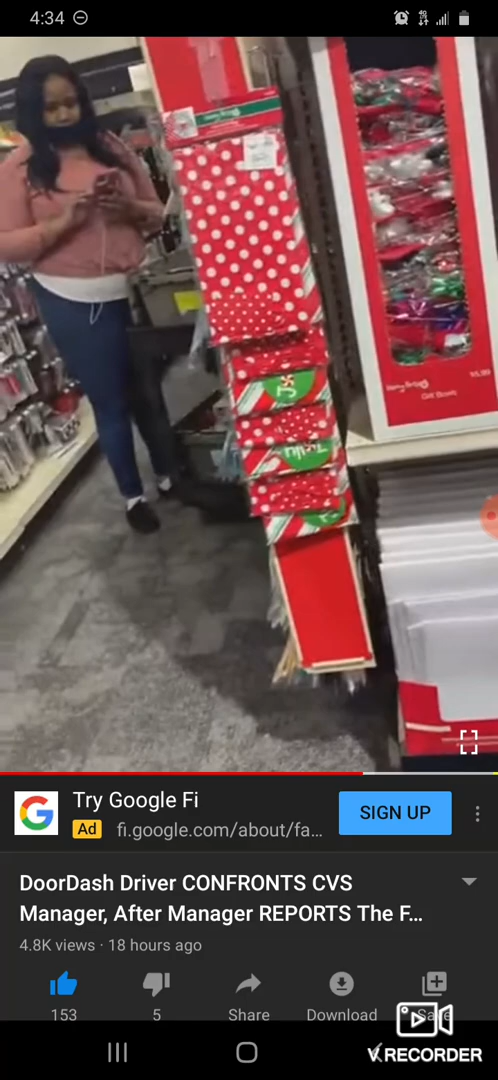 4:34
Try Google Fi
Ad fi.google.com/about/fa...
SIGN UP
DoorDash Driver CONFRONTS CVS
Manager, After Manager REPORTS The F...
4.8K views · 18 hours ago
153
5
Share
Download
VRECORDER